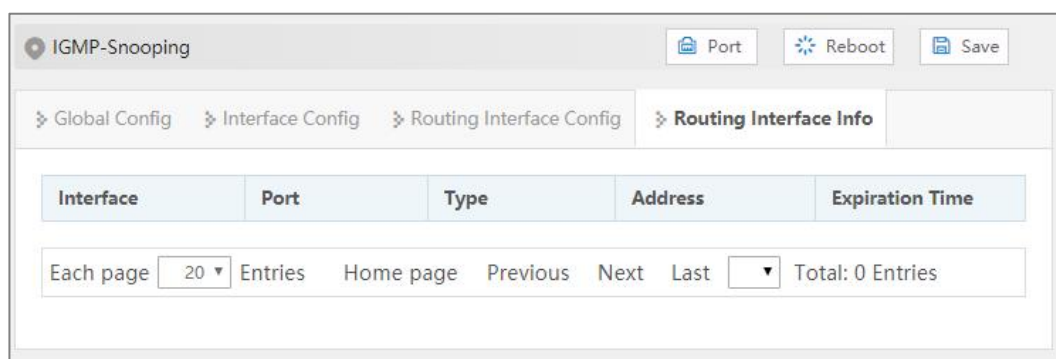 IGMP-Snooping Port Reboot Save
Global Config Interface Config Routing Interface Config Routing Interface Info
Interface Port Type Address Expiration Time
Each page 20 Entries Home page Previous Next Last Total: 0 Entries